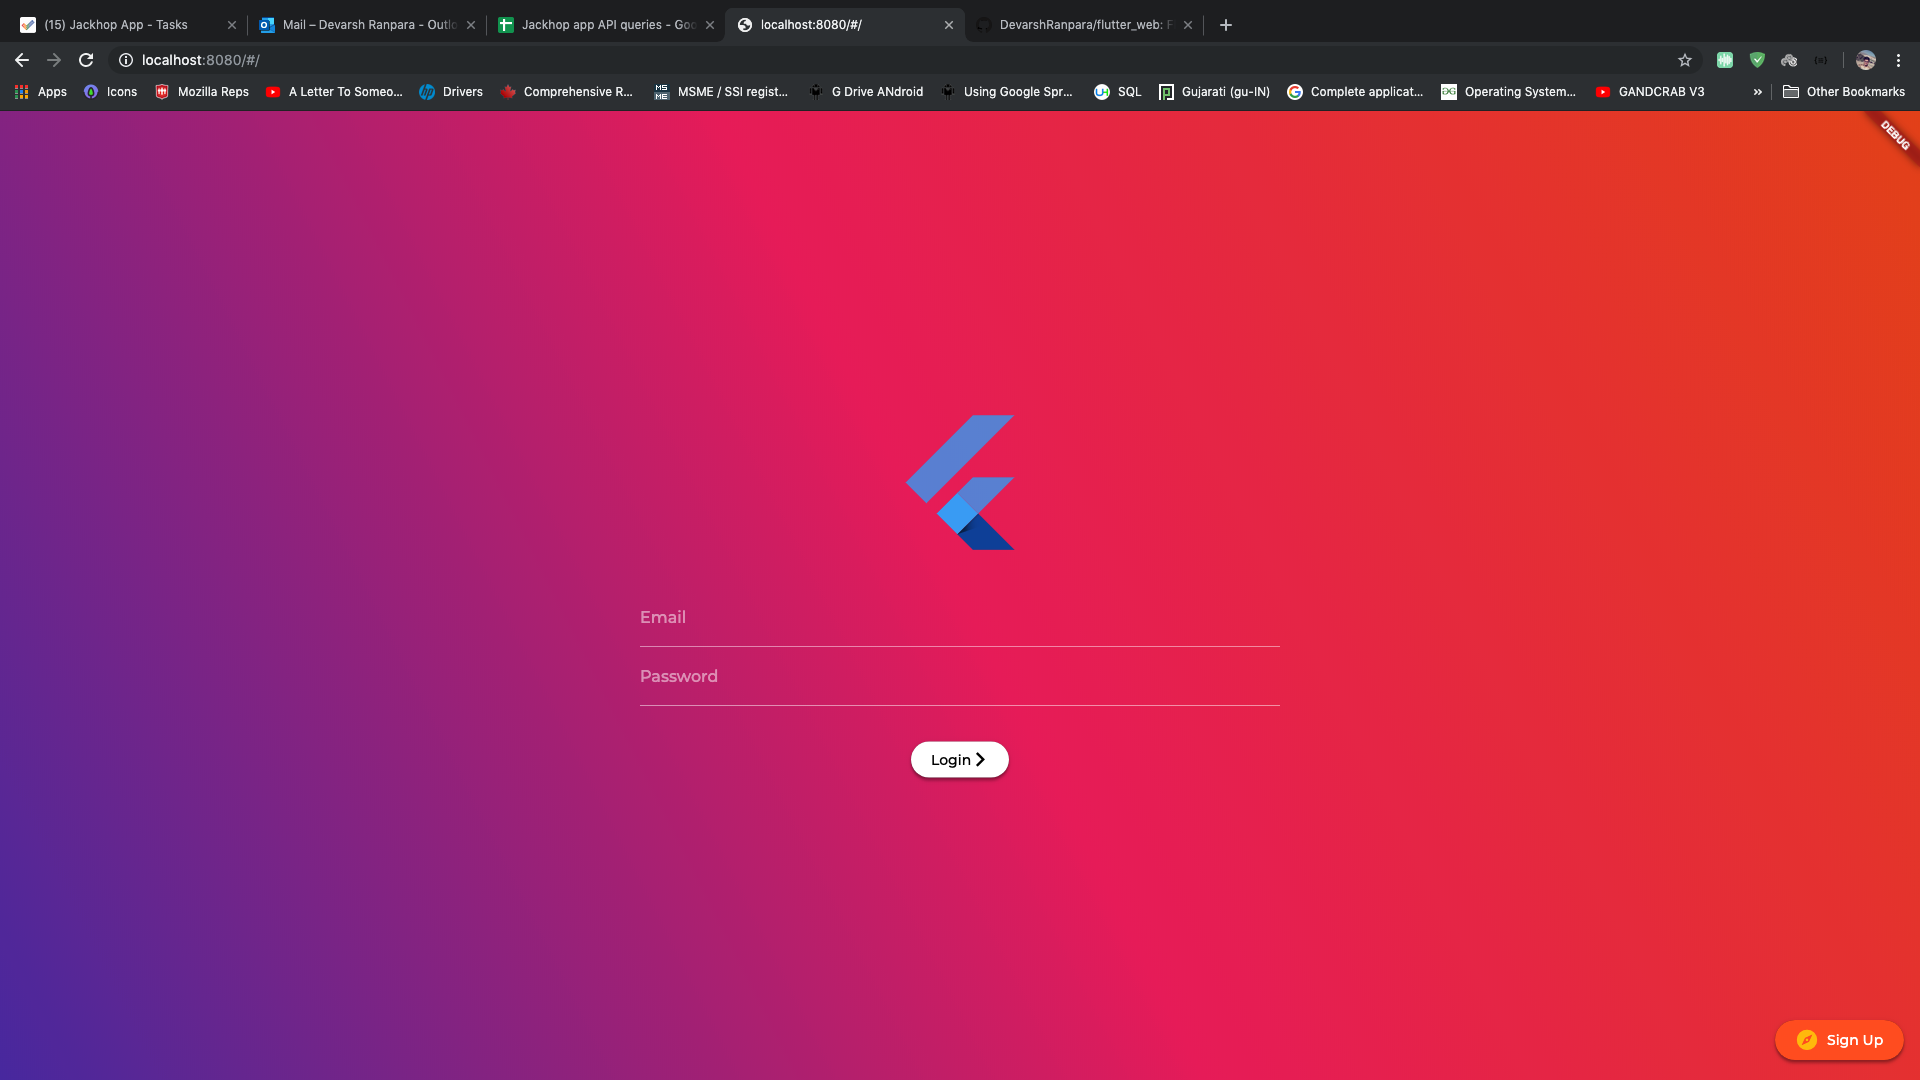 (15) Jackhop App - Tasks
Mail – Devarsh Ranpara - Outlo
Jackhop app API queries - Goo
localhost:8080/#/
DevarshRanpara/flutter_web: F
localhost:8080/#/
Apps
Icons
Mozilla Reps
A Letter To Someo...
Drivers
Comprehensive R...
MSME / SSI regist...
G Drive ANdroid
Using Google Spr...
SQL
Gujarati (gu-IN)
Complete applicat...
Operating System...
GANDCRAB V3
»
Other Bookmarks
DEBUG
Email
Password
Login
Sign Up